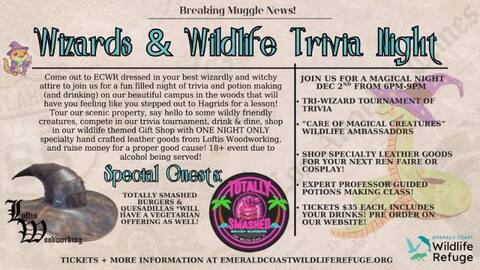 Breaking Muggle News!
Wizards & Wildlife Trivia Night
Come out to ECWR dressed in your best wizardly and witchy
attire to join us for a fun filled night of trivia and potion making
(and drinking) on our beautiful campus in the woods that will
have you feeling like you stepped out to Hagrids for a lesson!
Tour our scenic property, say hello to some wildly friendly
creatures, compete in our trivia tournament, drink & dine, shop
in our wildlife themed Gift Shop with ONE NIGHT ONLY
specialty hand crafted leather goods from Loftis Woodworking,
and raise money for a proper good cause! 18+ event due to
alcohol being served!
Special Guests:
TOTALLY SMASHED
BURGERS &
QUESADILLAS *WILL
HAVE A VEGETARIAN
OFFERING AS WELL!
Loftis
Woodworking
TOTALLY
SMASHED
SMASH BURGERS
JOIN US FOR A MAGICAL NIGHT
DEC 2ND FROM 6PM-9PM
• TRI-WIZARD TOURNAMENT OF
TRIVIA
• "CARE OF MAGICAL CREATURES"
WILDLIFE AMBASSADORS
• SHOP SPECIALTY LEATHER GOODS
FOR YOUR NEXT REN FAIRE OR
COSPLAY!
• EXPERT PROFESSOR GUIDED
POTIONS MAKING CLASS!
• TICKETS $35 EACH, INCLUDES
YOUR DRINKS! PRE ORDER ON
OUR WEBSITE!
EMERALD COAST
Wildlife
Refuge
TICKETS + MORE INFORMATION AT EMERALDCOASTWILDLIFEREFUGE.ORG